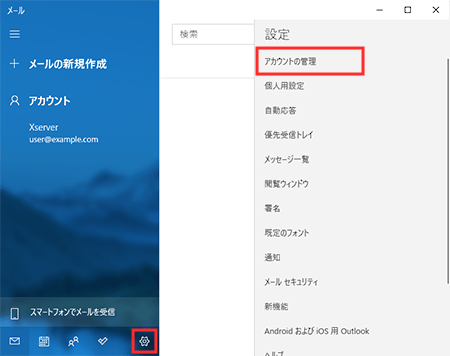 メール
メールの新規作成
アカウント
Xserver
user@example.com
スマートフォンでメールを受信
検索
設定
アカウントの管理
個人用設定
自動応答
優先受信トレイ
メッセージ一覧
閲覧ウィンドウ
署名
既定のフォント
通知
メール セキュリティ
新機能
Android および iOS 用 Outlook
ヘルプ